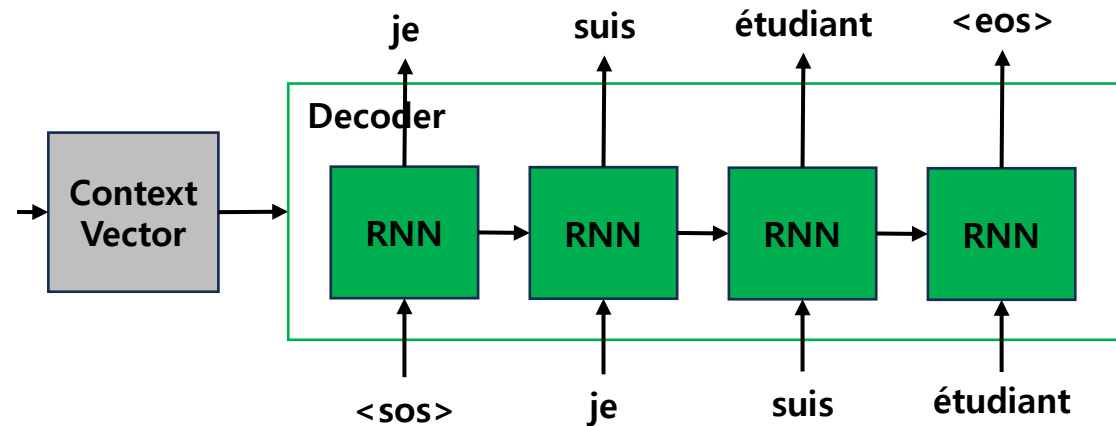 je suis étudiant <eos>
Decoder
Context
Vector
RNN RNN RNN RNN
<sos> je suis étudiant